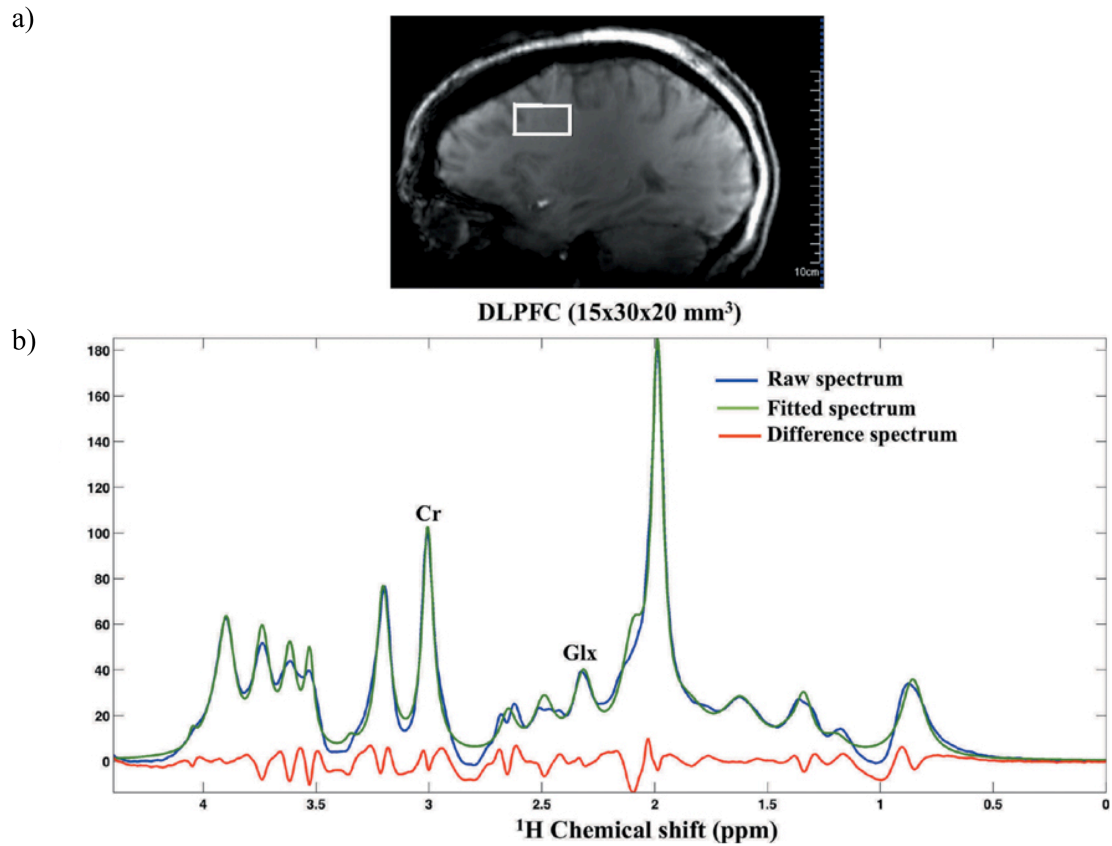 a)
10cm
DLPFC (15x30x20 mm³)
b)
180
160
140
120
100
80
60
40
20
0
Raw spectrum
Fitted spectrum
Difference spectrum
Cr
Glx
4 3.5 3 2.5 2 1.5 1 0.5 0
¹H Chemical shift (ppm)